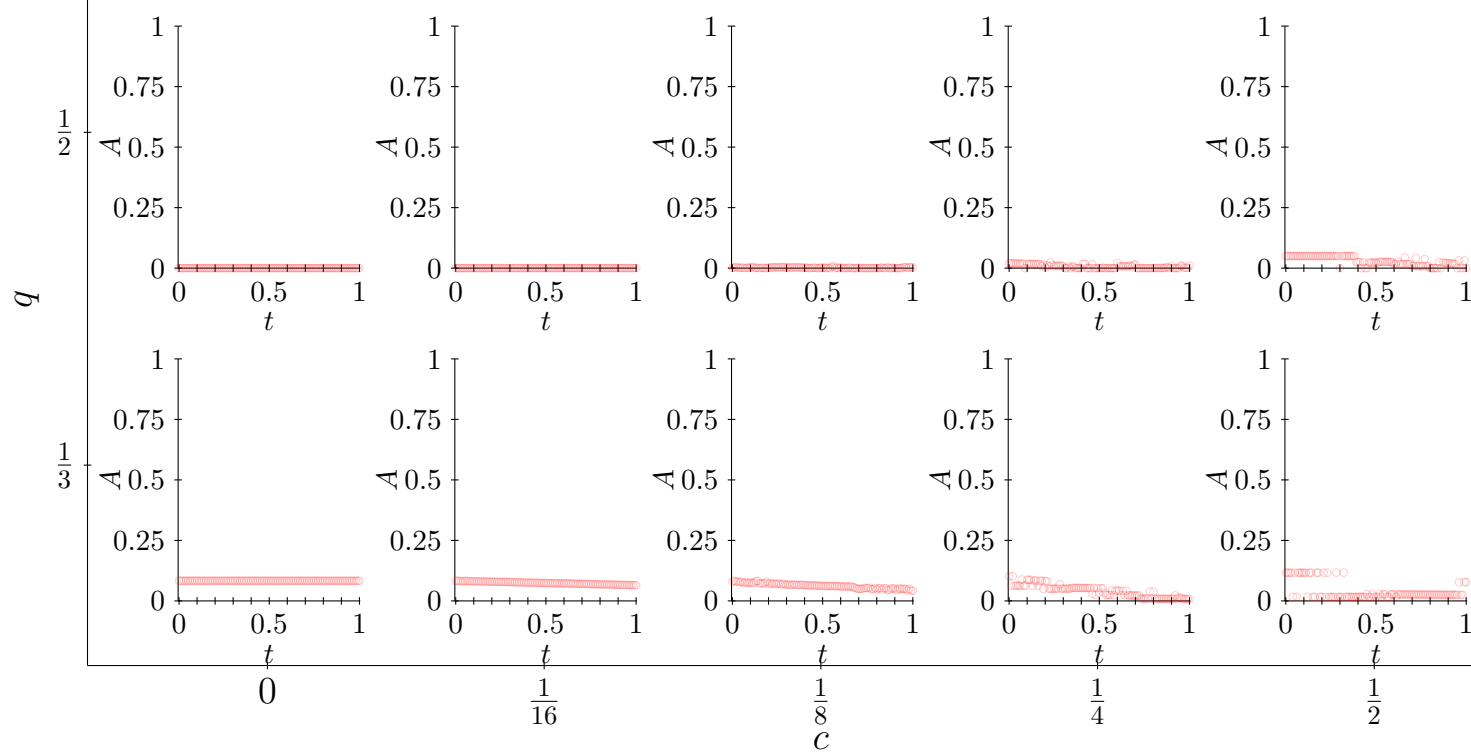 1 1 1 1 1
0.75 0.75 0.75 0.75 0.75
1/2 A 0.5 A 0.5 A 0.5 A 0.5 A 0.5
0.25 0.25 0.25 0.25 0.25
0 0 0 0 0
0 0.5 1 0 0.5 1 0 0.5 1 0 0.5 1 0 0.5 1
q
t t t t t
1 1 1 1 1
0.75 0.75 0.75 0.75 0.75
1/3 A 0.5 A 0.5 A 0.5 A 0.5 A 0.5
0.25 0.25 0.25 0.25 0.25
0 0 0 0 0
0 0.5 1 0 0.5 1 0 0.5 1 0 0.5 1 0 0.5 1
t t t t t
0 1/16 1/8 1/4 1/2
c